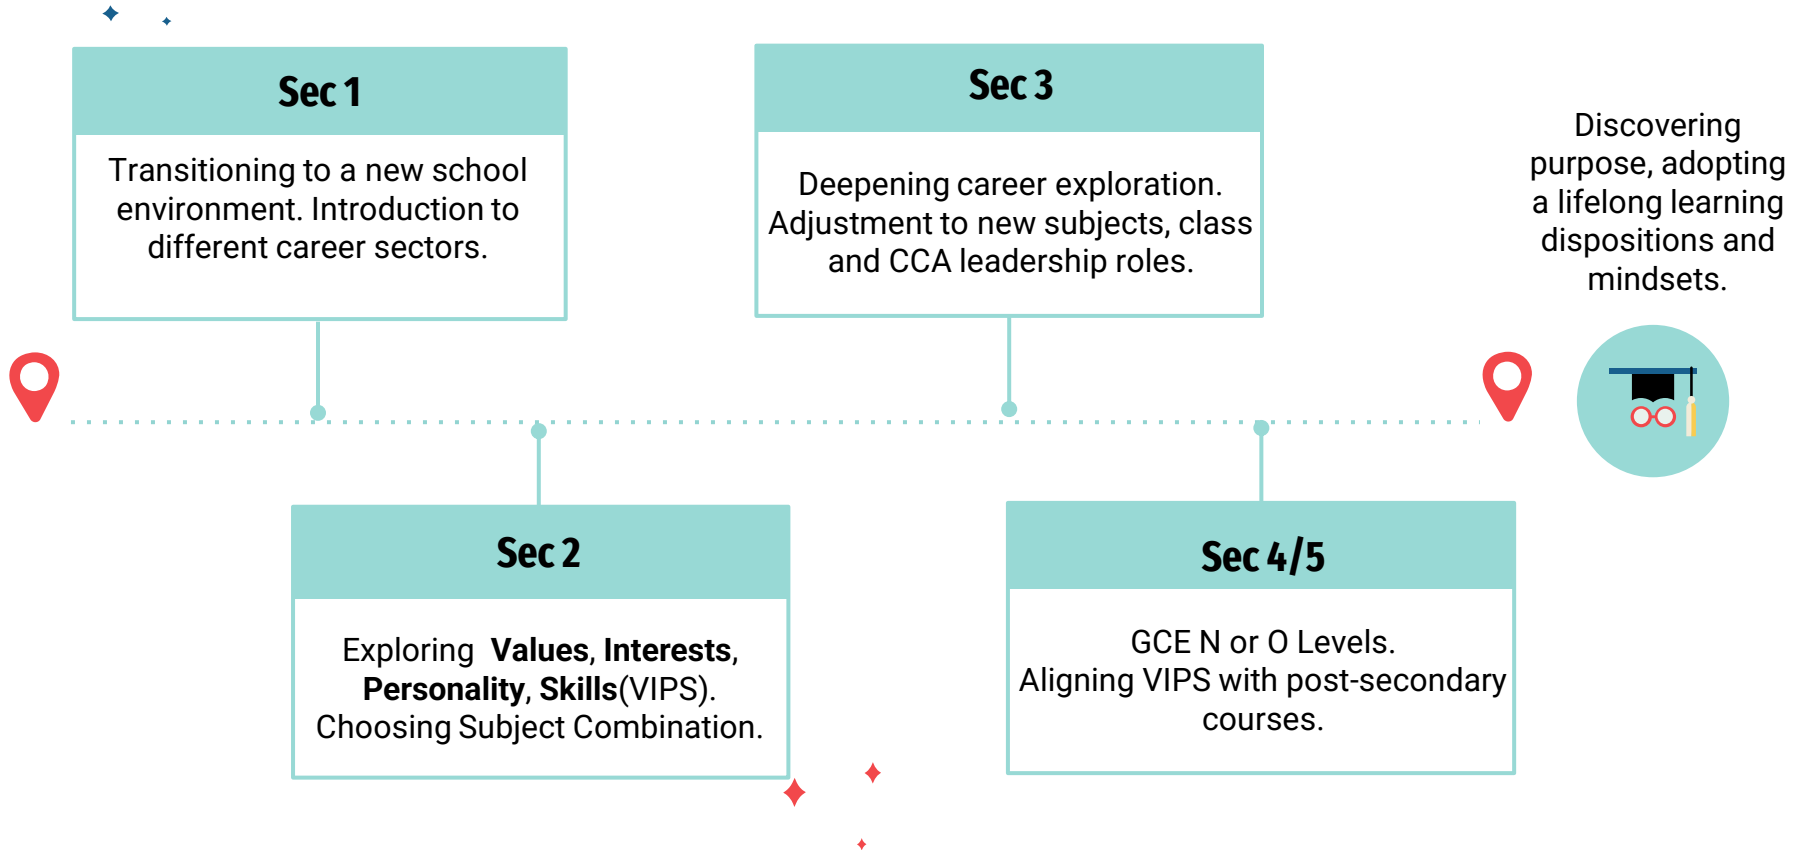 Sec 1
Transitioning to a new school
environment. Introduction to
different career sectors.
Sec 2
Exploring  Values, Interests,
Personality, Skills(VIPS).
Choosing Subject Combination.
Sec 3
Deepening career exploration.
Adjustment to new subjects, class
and CCA leadership roles.
Sec 4/5
GCE N or O Levels.
Aligning VIPS with post-secondary
courses.
Discovering
purpose, adopting
a lifelong learning
dispositions and
mindsets.